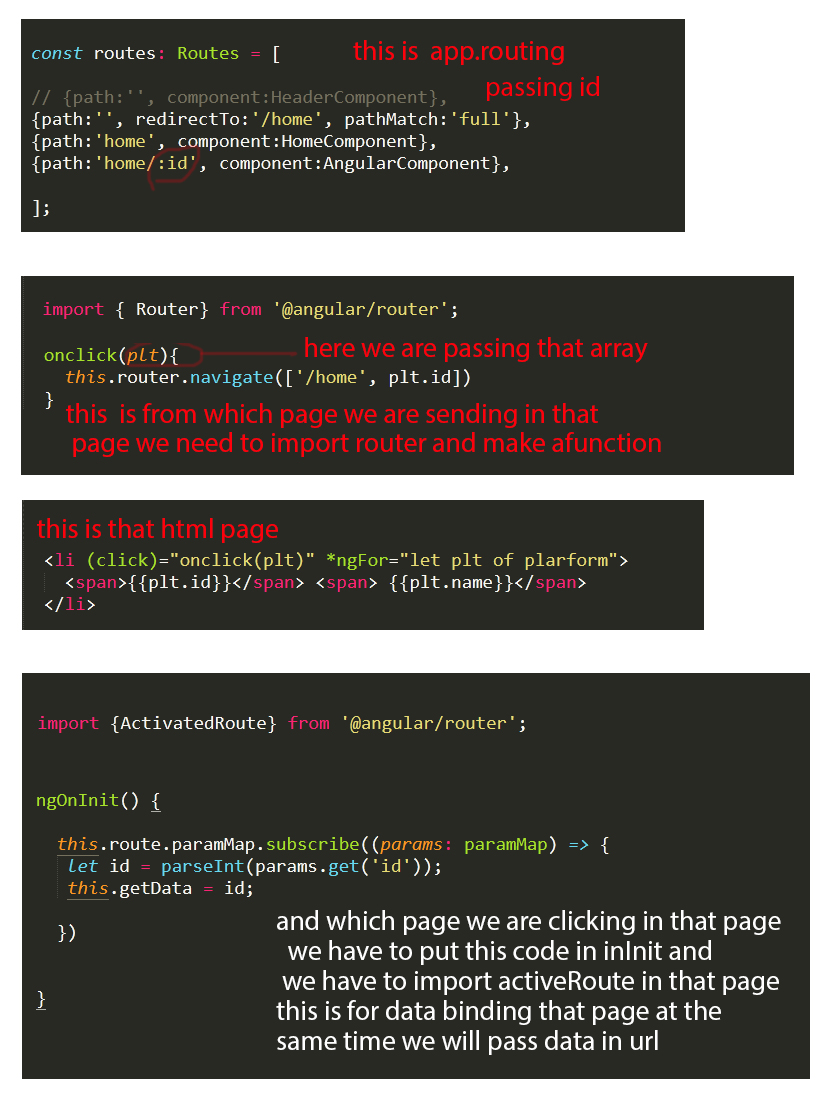 const routes: Routes = [
this is  app.routing
passing id
// {path:'', component:HeaderComponent},
{path:'', redirectTo:'/home', pathMatch:'full'},
{path:'home', component:HomeComponent},
{path:'home/:id', component:AngularComponent},
];
import { Router} from '@angular/router';
onclick(plt){
here we are passing that array
this.router.navigate(['/home', plt.id])
}
this  is from which page we are sending in that
page we need to import router and make afunction
this is that html page
<li (click)="onclick(plt)" *ngFor="let plt of plarform">
<span>{{plt.id}}</span> <span> {{plt.name}}</span>
</li>
import {ActivatedRoute} from '@angular/router';
ngOnInit() {
this.route.paramMap.subscribe((params: paramMap) => {
let id = parseInt(params.get('id'));
this.getData = id;
})
}
and which page we are clicking in that page
we have to put this code in inInit and
we have to import activeRoute in that page
this is for data binding that page at the
same time we will pass data in url